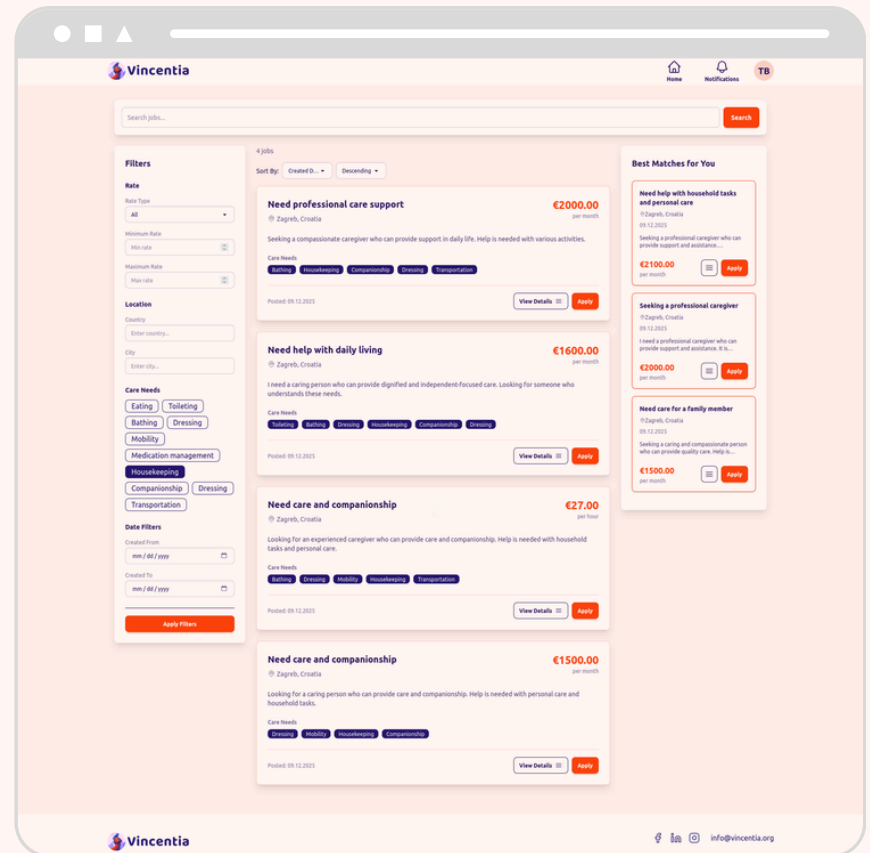 Vincentia
Home
Notifications
TB
Search jobs...
Search
Filters
Rate
Rate Type
All
Minimum Rate
Min rate
Maximum Rate
Max rate
Location
Country
Enter country...
City
Enter city...
Care Needs
Eating Toileting
Bathing Dressing
Mobility
Medication management
Housekeeping
Companionship Dressing
Transportation
Date Filters
Created From
mm/dd/yyyy
Created To
mm/dd/yyyy
Apply Filters
4 jobs
Sort By: Created D... Descending
Need professional care support
€2000.00
Zagreb, Croatia
per month
Seeking a compassionate caregiver who can provide support in daily life. Help is needed with various activities.
Care Needs
Bathing Housekeeping Companionship Dressing Transportation
Posted: 09.12.2025
View Details
Apply
Need help with daily living
€1600.00
Zagreb, Croatia
per month
I need a caring person who can provide dignified and independent-focused care. Looking for someone who
understands these needs.
Care Needs
Toileting Bathing Dressing Housekeeping Companionship Dressing
Posted: 09.12.2025
View Details
Apply
Need care and companionship
€27.00
Zagreb, Croatia
per hour
Looking for an experienced caregiver who can provide care and companionship. Help is needed with household
tasks and personal care.
Care Needs
Bathing Dressing Mobility Housekeeping Transportation
Posted: 09.12.2025
View Details
Apply
Need care and companionship
€1500.00
Zagreb, Croatia
per month
Looking for a caring person who can provide care and companionship. Help is needed with personal care and
household tasks.
Care Needs
Dressing Mobility Housekeeping Companionship
Posted: 09.12.2025
View Details
Apply
Best Matches for You
Need help with household tasks
and personal care
Zagreb, Croatia
09.12.2025
Seeking a professional caregiver who can
provide support and assistance....
€2100.00
per month
Apply
Seeking a professional caregiver
Zagreb, Croatia
09.12.2025
I need a professional caregiver who can
provide support and assistance. It is...
€2000.00
per month
Apply
Need care for a family member
Zagreb, Croatia
09.12.2025
Seeking a caring and compassionate person
who can provide quality care. Help is...
€1500.00
per month
Apply
Vincentia
info@vincentia.org